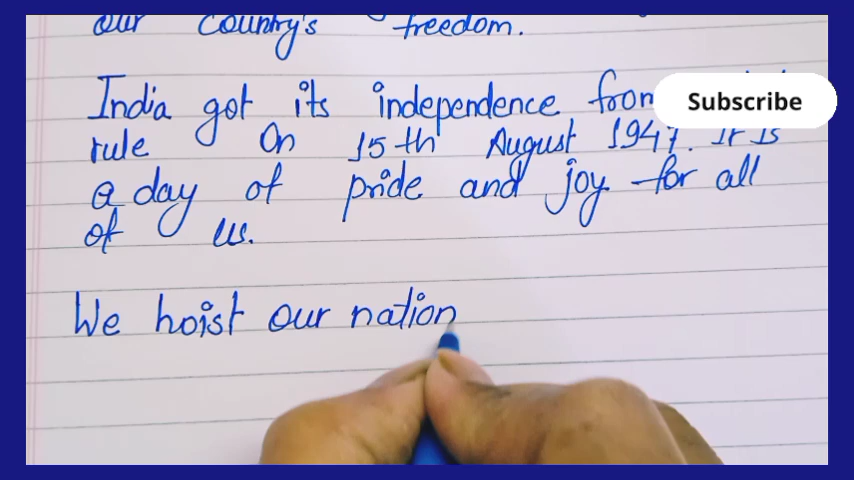 our Country's freedom.
India got its independence from
Subscribe
rule On 15th August 1947. It is
a day of pride and joy for all
of us.
We hoist our nation